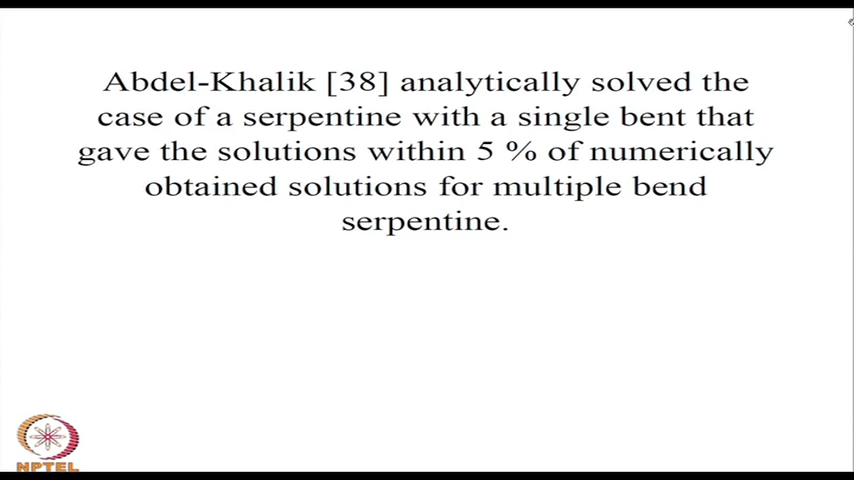 Abdel-Khalik [38] analytically solved the
case of a serpentine with a single bent that
gave the solutions within 5 % of numerically
obtained solutions for multiple bend
serpentine.
NPTEL